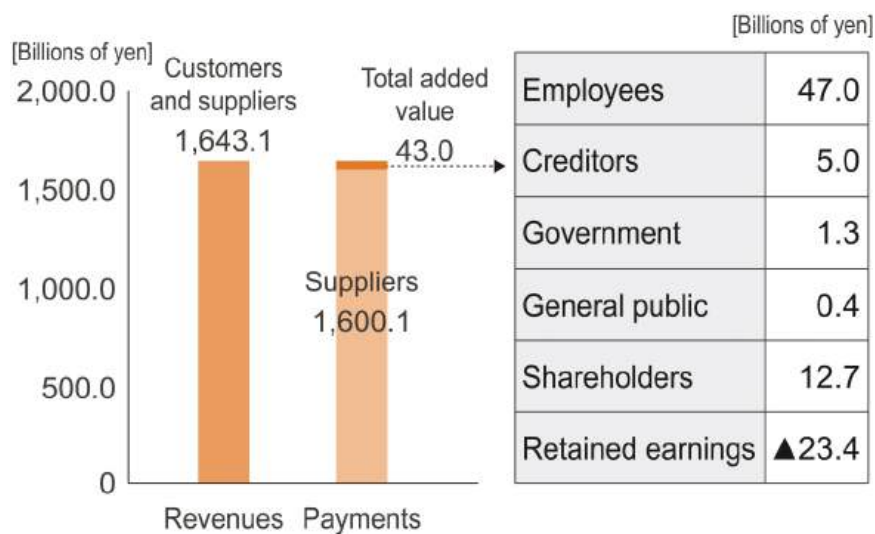 [Billions of yen]
2,000.0
1,500.0
1,000.0
500.0
0
Customers
and suppliers
1,643.1
Total added
value
43.0
Suppliers
1,600.1
Revenues Payments
[Billions of yen]
Employees 47.0
Creditors 5.0
Government 1.3
General public 0.4
Shareholders 12.7
Retained earnings ▲23.4